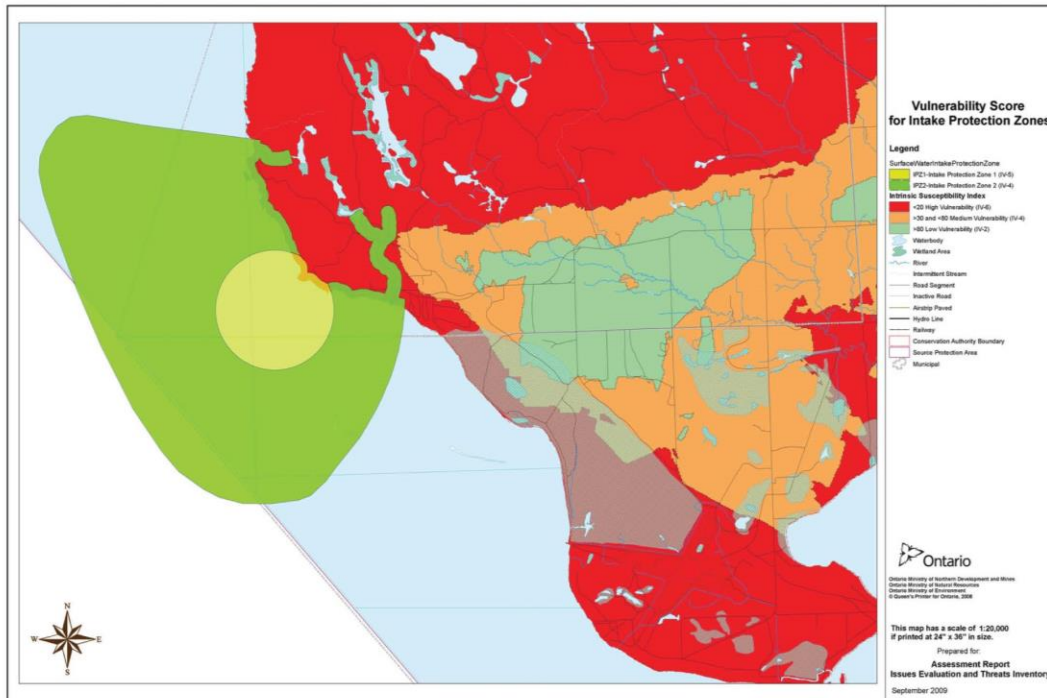 Vulnerability Score
for Intake Protection Zones
Legend
SurfaceWaterIntakeProtectionZone
IPZ1-Intake Protection Zone 1 (IV-5)
IPZ2-Intake Protection Zone 2 (IV-4)
Intrinsic Susceptibility Index
<20 High Vulnerability (IV-6)
>30 and <80 Medium Vulnerability (IV-4)
>80 Low Vulnerability (IV-2)
Waterbody
Wetland Area
River
Intermittent Stream
Road Segment
Inactive Road
Airstrip Paved
Hydro Line
Railway
Conservation Authority Boundary
Source Protection Area
Municipal
Ontario
Ontario Ministry of Northern Development and Mines
Ontario Ministry of Natural Resources
Ontario Ministry of Environment
© Queen's Printer for Ontario, 2009
This map has a scale of 1:20,000
if printed at 24" x 36" in size.
Prepared for:
Assessment Report
Issues Evaluation and Threats Inventory
September 2009
N
W E
S